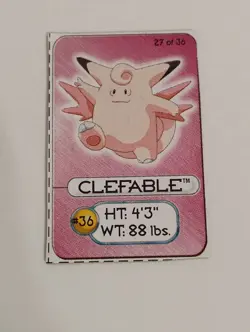 27 of 36
CLEFABLE™
#36
HT: 4'3"
WT: 88 lbs.